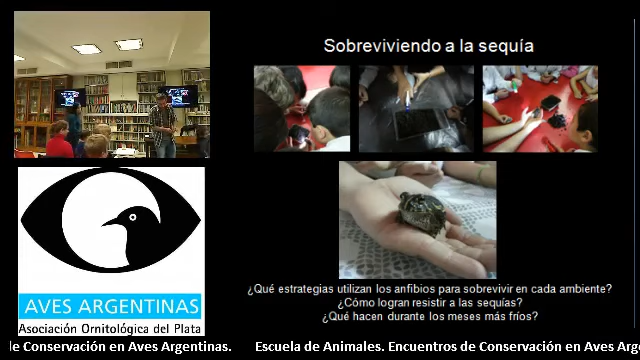 Sobreviviendo a la sequía
¿Qué estrategias utilizan los anfibios para sobrevivir en cada ambiente?
¿Cómo logran resistir a las sequías?
¿Qué hacen durante los meses más fríos?
AVES ARGENTINAS
Asociación Ornitológica del Plata
de Conservación en Aves Argentinas. Escuela de Animales. Encuentros de Conservación en Aves Arg